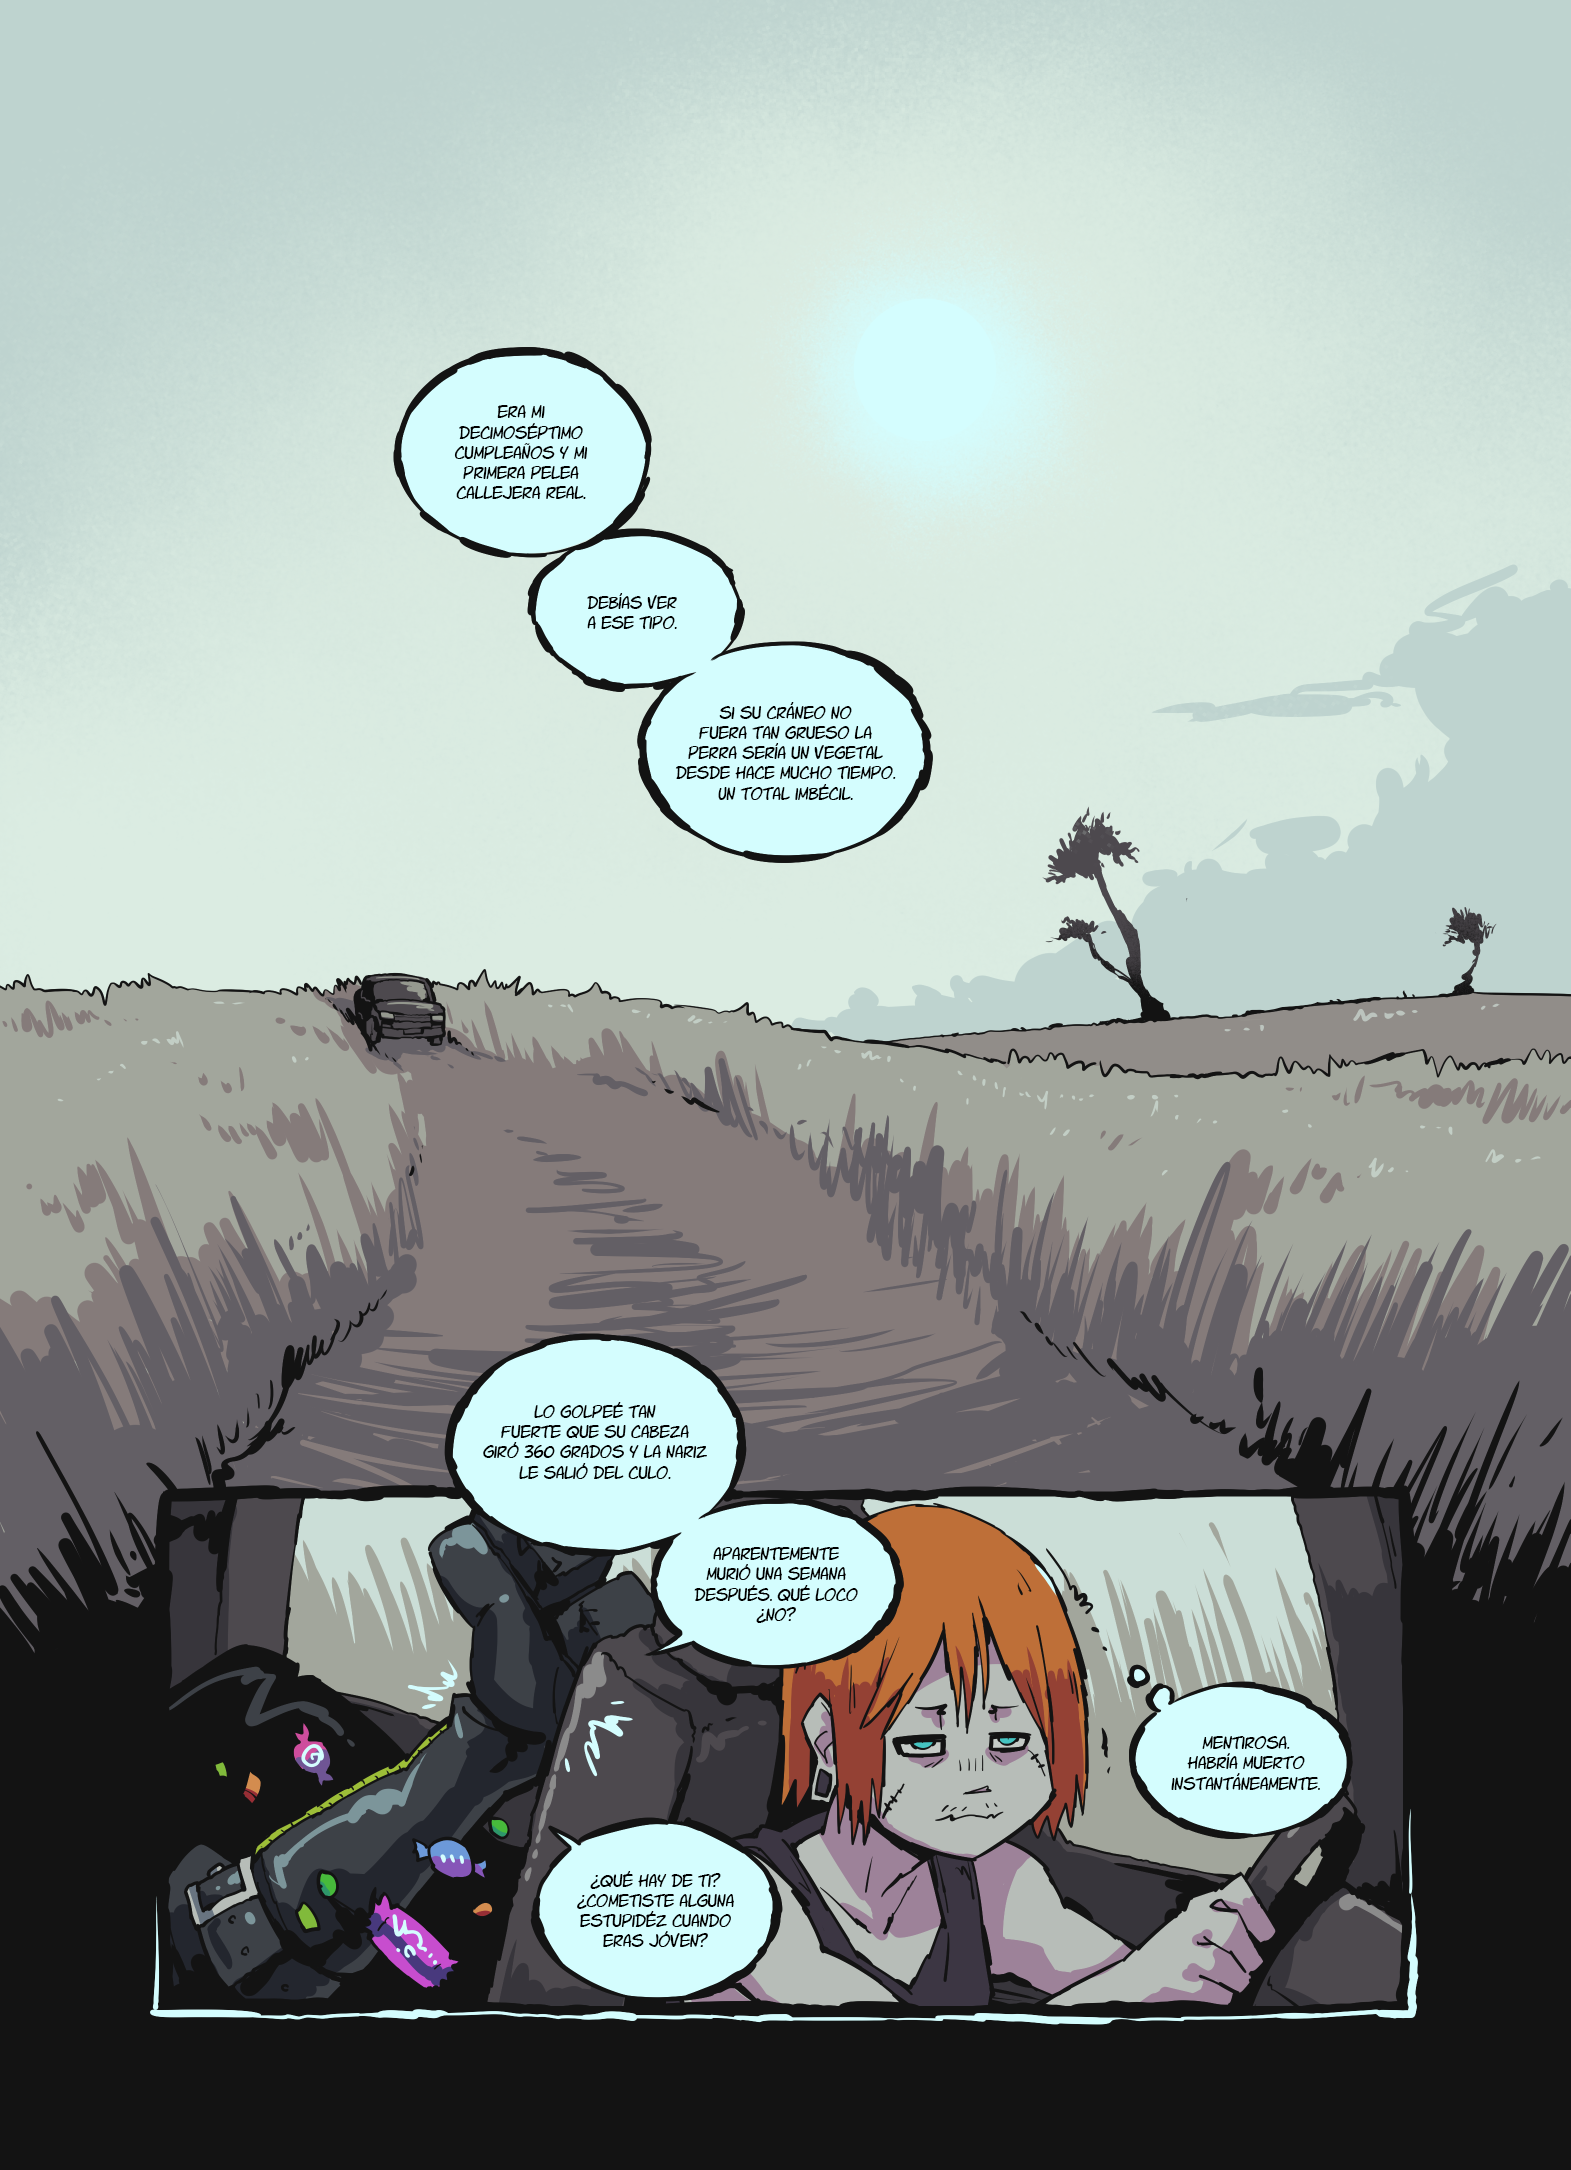 ERA MI
DECIMOSÉPTIMO
CUMPLEAÑOS Y MI
PRIMERA PELEA
CALLEJERA REAL.
DEBÍAS VER
A ESE TIPO.
SI SU CRÁNEO NO
FUERA TAN GRUESO LA
PERRA SERÍA UN VEGETAL
DESDE HACE MUCHO TIEMPO.
UN TOTAL IMBÉCIL.
LO GOLPEÉ TAN
FUERTE QUE SU CABEZA
GIRÓ 360 GRADOS Y LA NARIZ
LE SALIÓ DEL CULO.
APARENTEMENTE
MURIÓ UNA SEMANA
DESPUÉS. QUÉ LOCO
¿NO?
MENTIROSA.
HABRÍA MUERTO
INSTANTÁNEAMENTE.
¿QUÉ HAY DE TI?
¿COMETISTE ALGUNA
ESTUPIDÉZ CUANDO
ERAS JÓVEN?